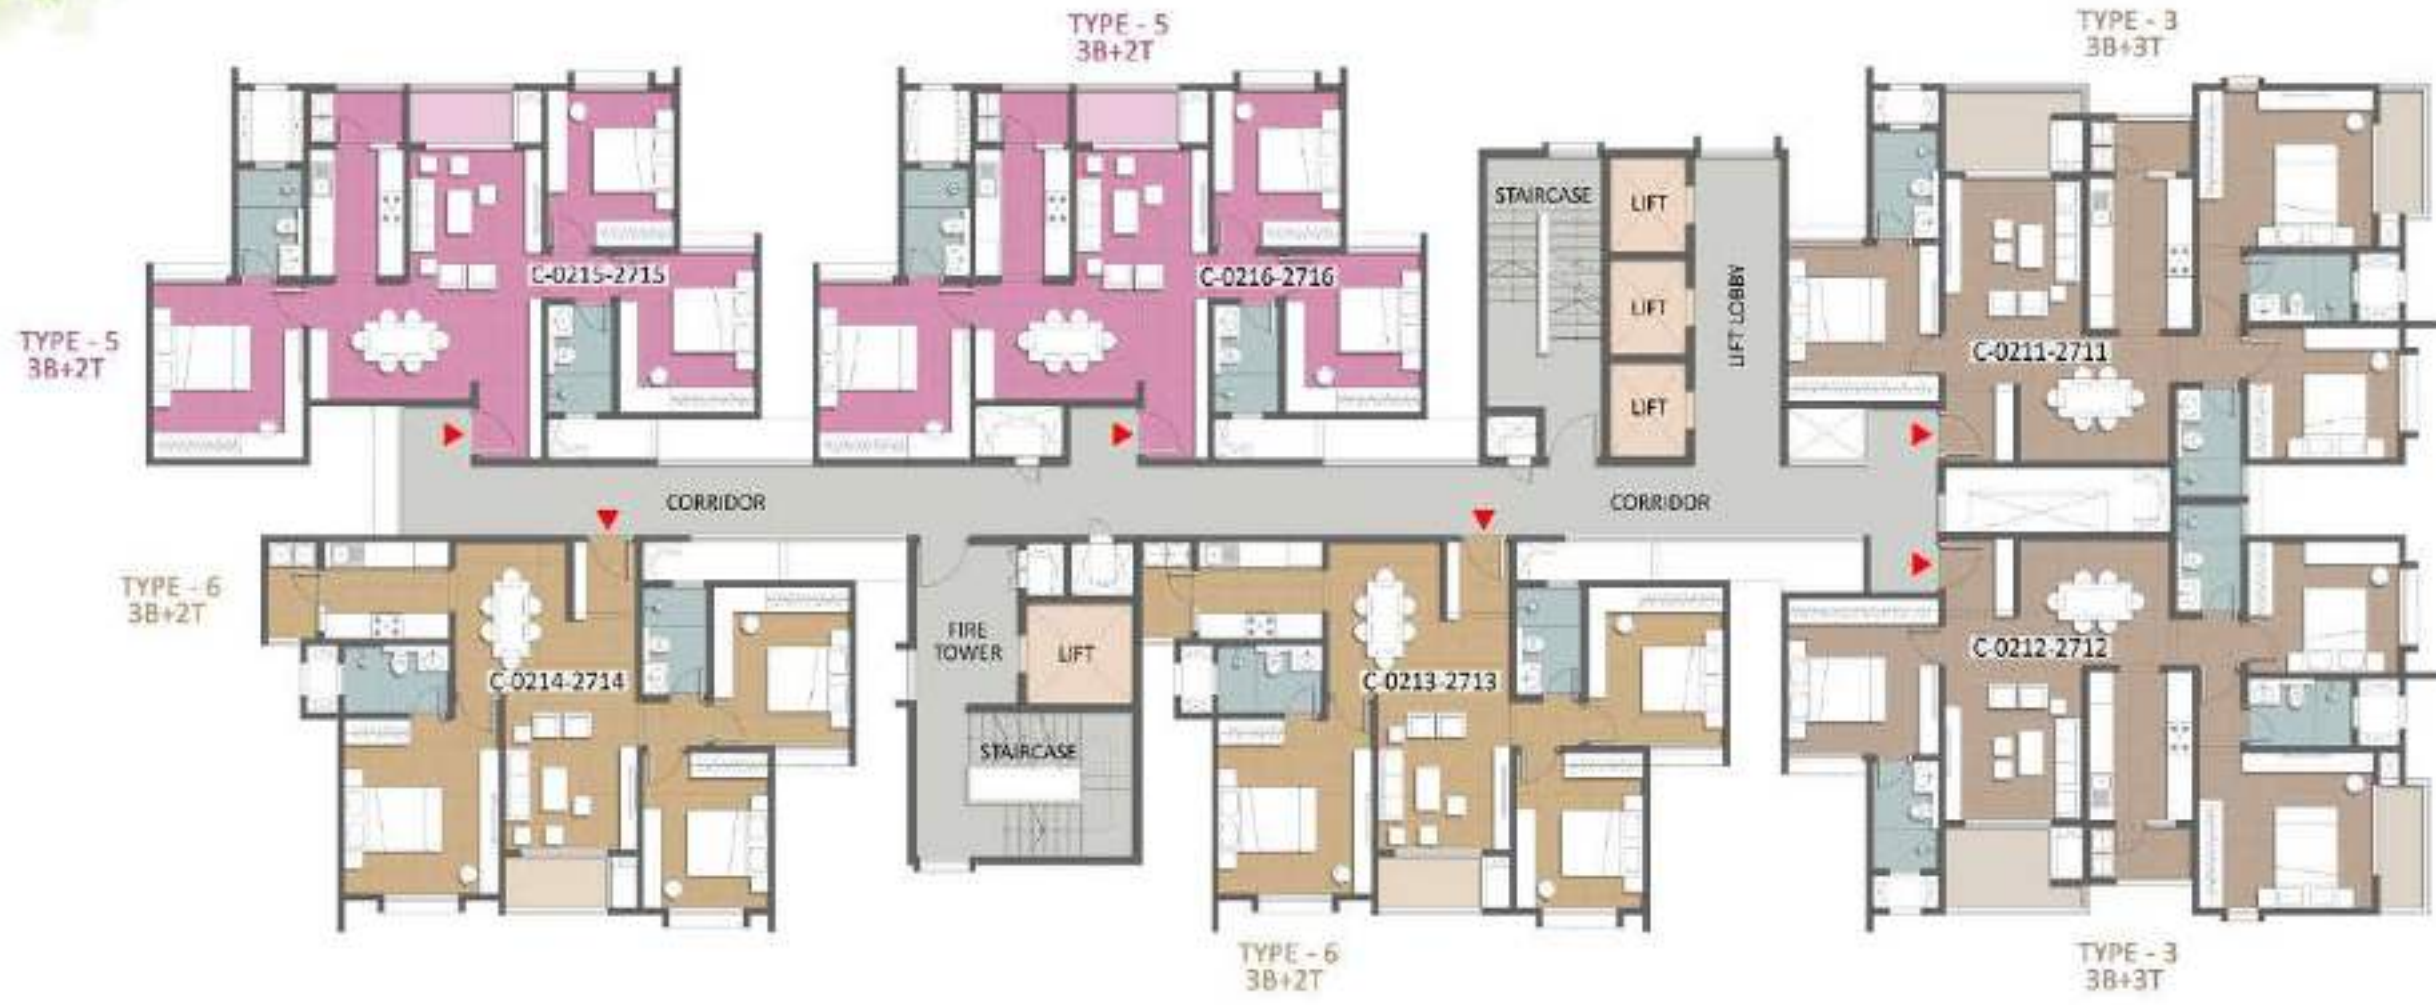 TYPE - 5
3B+2T
TYPE - 3
3B+3T
STAIRCASE
LIFT
LIFT
LIFT
LIFT LOBBY
C-0215-2715
C-0216-2716
C-0211-2711
TYPE - 5
3B+2T
CORRIDOR
CORRIDOR
TYPE - 6
3B+2T
FIRE
TOWER
LIFT
C-0214-2714
C-0213-2713
C-0212-2712
STAIRCASE
TYPE - 6
3B+2T
TYPE - 3
3B+3T